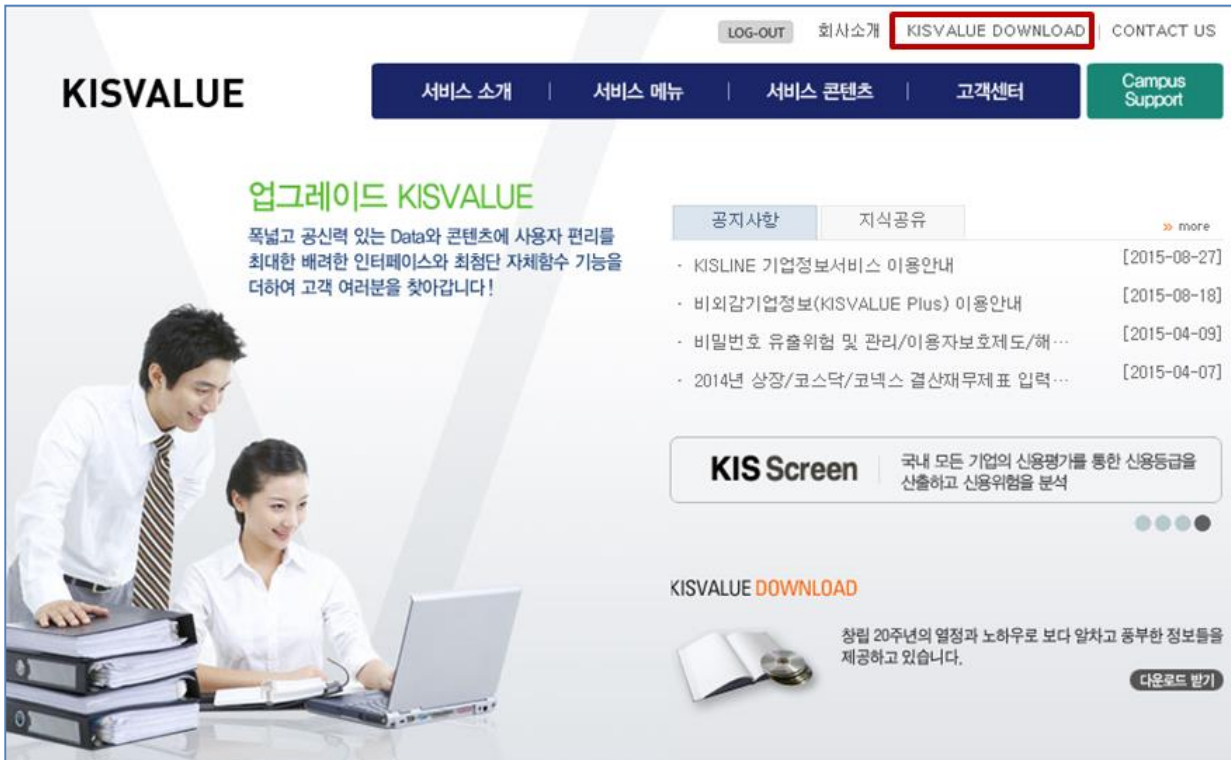 LOG-OUT 회사소개 KISVALUE DOWNLOAD | CONTACT US
KISVALUE 서비스 소개 | 서비스 메뉴 | 서비스 콘텐츠 | 고객센터 Campus Support
업그레이드 KISVALUE
폭넓고 공신력 있는 Data와 콘텐츠에 사용자 편리를
최대한 배려한 인터페이스와 최첨단 자체함수 기능을
더하여 고객 여러분을 찾아갑니다!
공지사항 지식공유 » more
· KISLINE 기업정보서비스 이용안내 [2015-08-27]
· 비외감기업정보(KISVALUE Plus) 이용안내 [2015-08-18]
· 비밀번호 유출위험 및 관리/이용자보호제도/해… [2015-04-09]
· 2014년 상장/코스닥/코넥스 결산재무제표 입력… [2015-04-07]
KIS Screen
국내 모든 기업의 신용평가를 통한 신용등급을
산출하고 신용위험을 분석
KISVALUE DOWNLOAD
창립 20주년의 열정과 노하우로 보다 알차고 풍부한 정보들을
제공하고 있습니다.
다운로드 받기